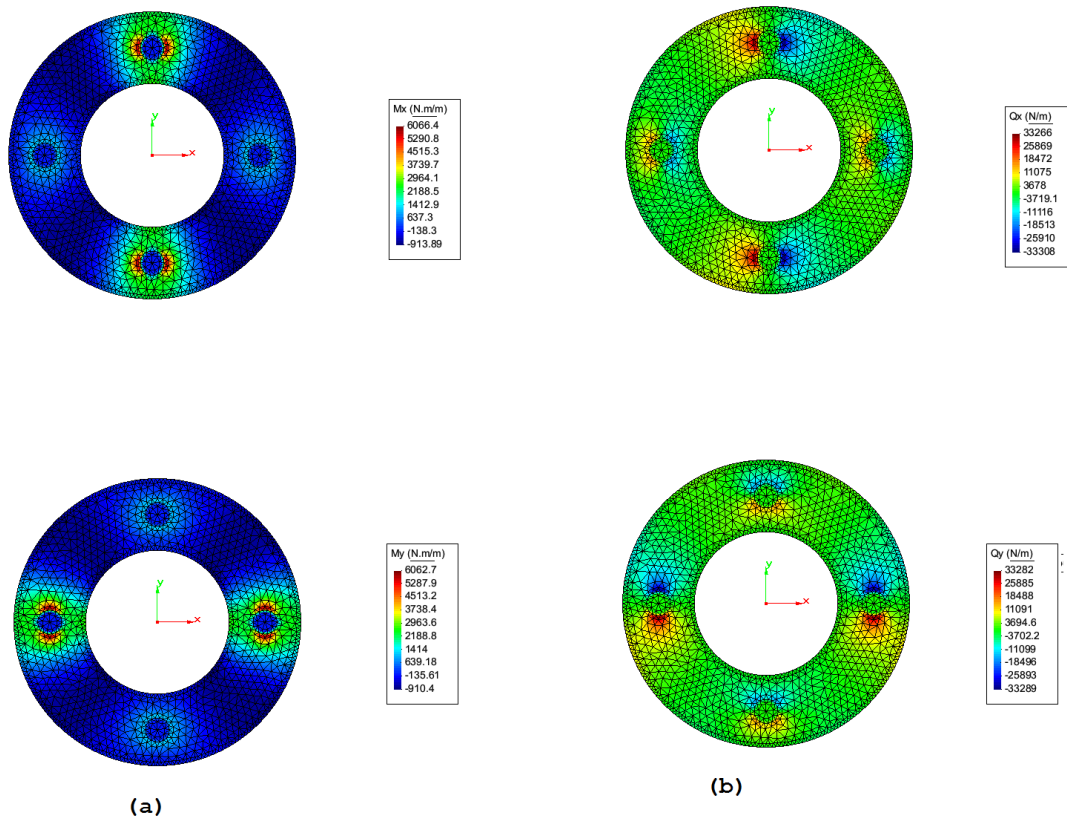 y
x
Mx (N.m/m)
6066.4
5290.8
4515.3
3739.7
2964.1
2188.5
1412.9
637.3
-138.3
-913.89
y
x
Qx (N/m)
33266
25869
18472
11075
3678
-3719.1
-11116
-18513
-25910
-33308
y
x
My (N.m/m)
6062.7
5287.9
4513.2
3738.4
2963.6
2188.8
1414
639.18
-135.61
-910.4
y
x
Qy (N/m)
33282
25885
18488
11091
3694.6
-3702.2
-11099
-18496
-25893
-33289
(a)
(b)